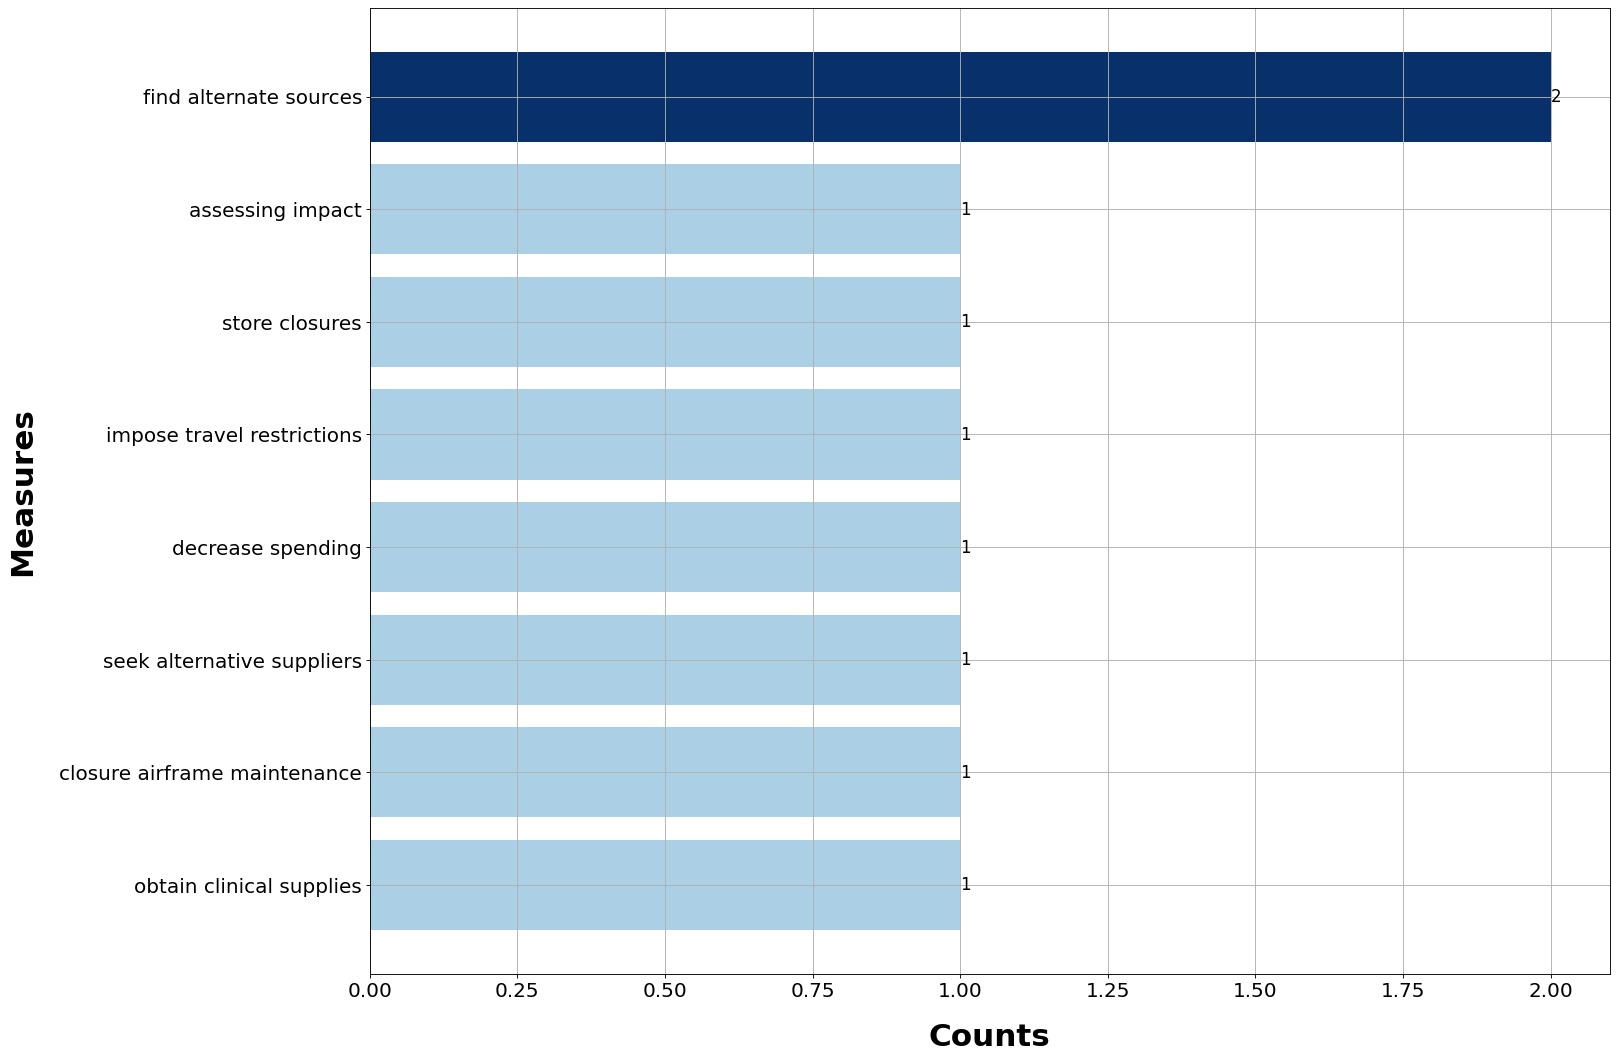 find alternate sources
2
assessing impact
1
store closures
1
impose travel restrictions
1
decrease spending
1
seek alternative suppliers
1
closure airframe maintenance
1
obtain clinical supplies
1
Measures
0.00 0.25 0.50 0.75 1.00 1.25 1.50 1.75 2.00
Counts